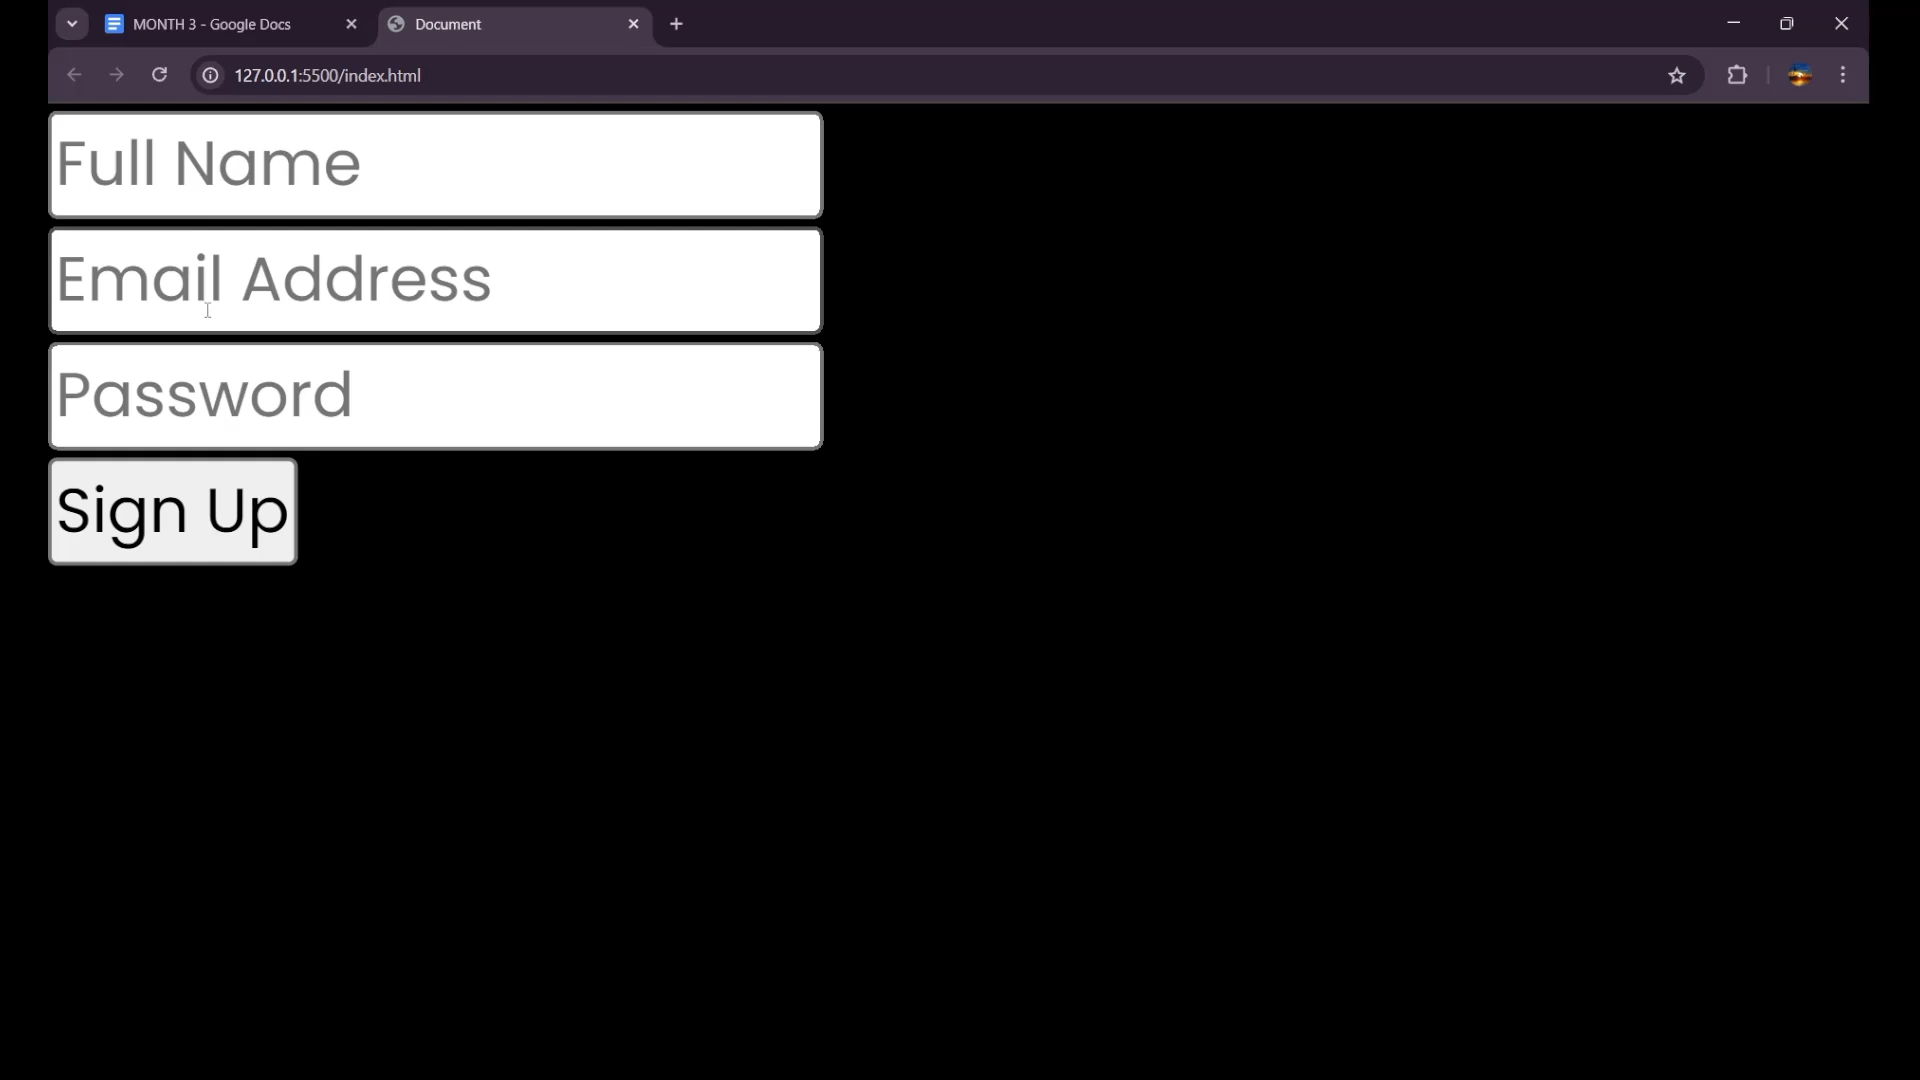 MONTH 3 - Google Docs
Document
127.0.0.1:5500/index.html
Full Name
Email Address
Password
Sign Up